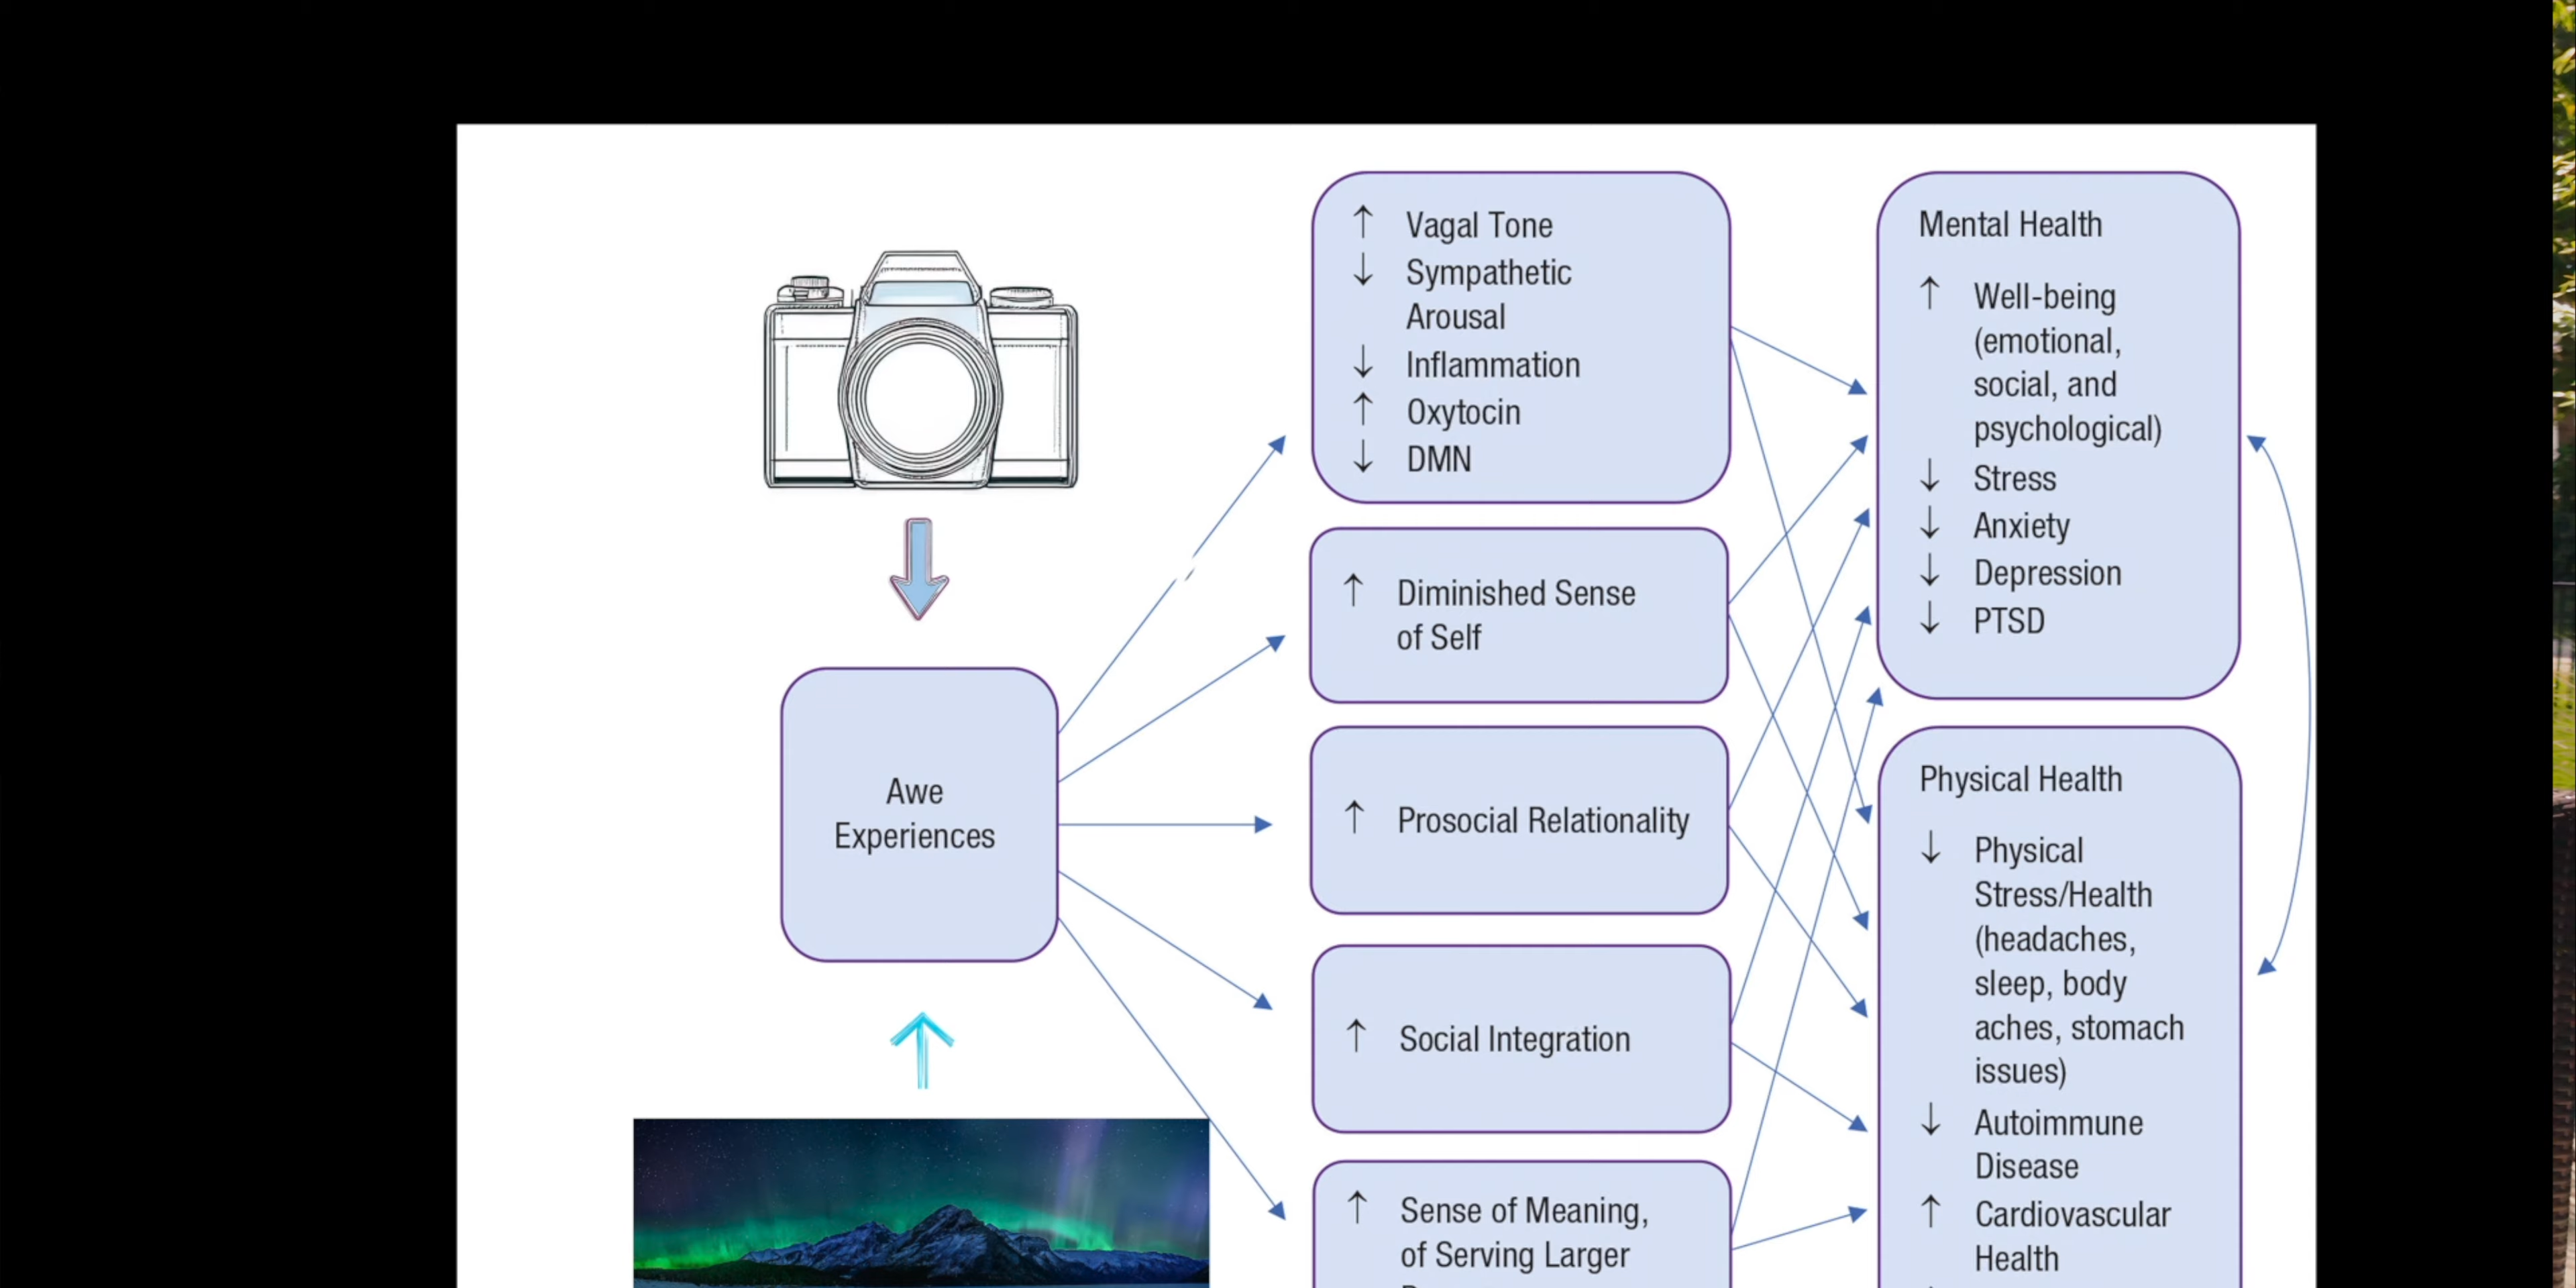 ↑ Vagal Tone
↓ Sympathetic
Arousal
↓ Inflammation
↑ Oxytocin
↓ DMN
↑ Diminished Sense
of Self
↑ Prosocial Relationality
↑ Social Integration
↑ Sense of Meaning,
of Serving Larger
Awe
Experiences
Mental Health
↑ Well-being
(emotional,
social, and
psychological)
↓ Stress
↓ Anxiety
↓ Depression
↓ PTSD
Physical Health
↓ Physical
Stress/Health
(headaches,
sleep, body
aches, stomach
issues)
↓ Autoimmune
Disease
↑ Cardiovascular
Health